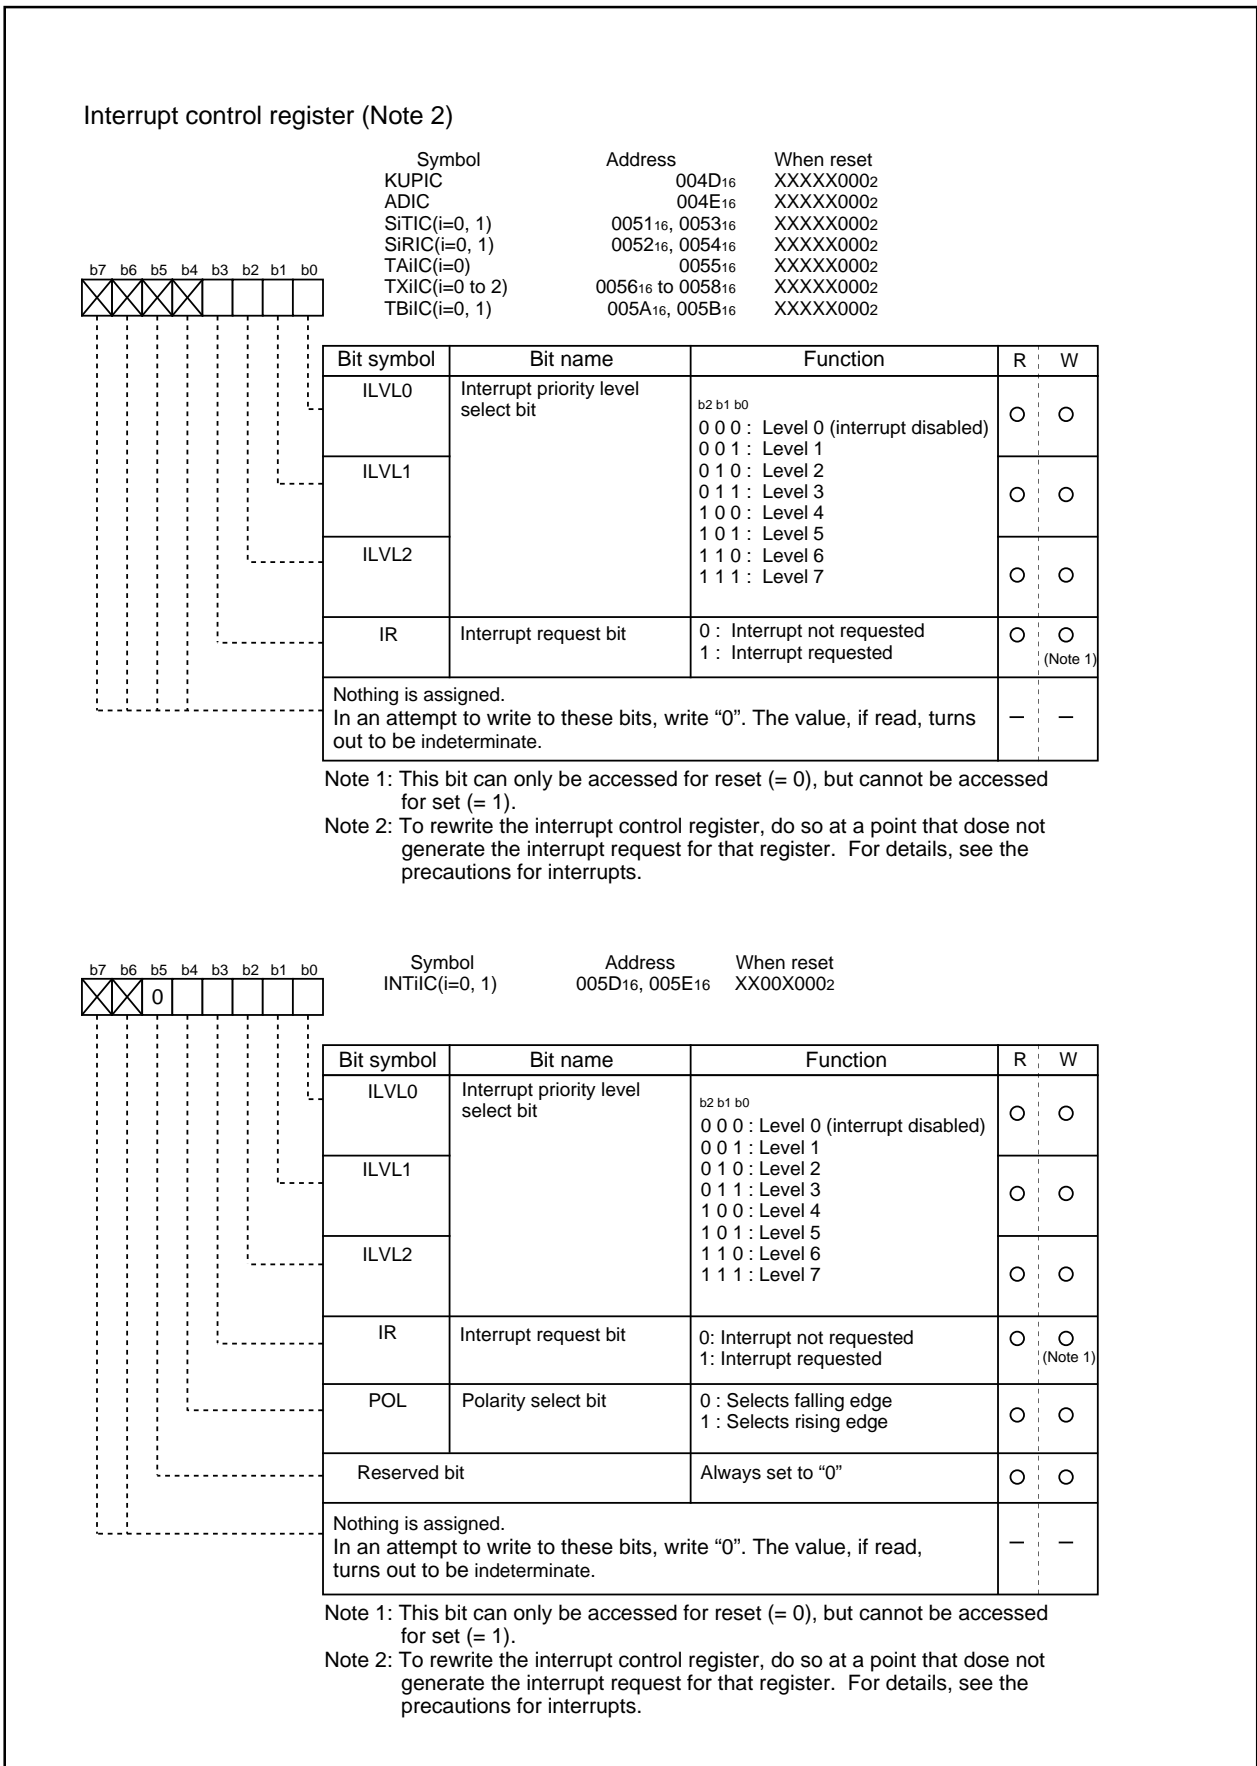 Interrupt control register (Note 2)
Symbol Address When reset
KUPIC 004D16 XXXXX0002
ADIC 004E16 XXXXX0002
SiTIC(i=0, 1) 005116, 005316 XXXXX0002
SiRIC(i=0, 1) 005216, 005416 XXXXX0002
TAiIC(i=0) 005516 XXXXX0002
TXiIC(i=0 to 2) 005616 to 005816 XXXXX0002
TBiIC(i=0, 1) 005A16, 005B16 XXXXX0002
b7 b6 b5 b4 b3 b2 b1 b0
Bit symbol Bit name Function R W
ILVL0 Interrupt priority level
select bit
b2 b1 b0
0 0 0 : Level 0 (interrupt disabled)
0 0 1 : Level 1
ILVL1 0 1 0 : Level 2
0 1 1 : Level 3
1 0 0 : Level 4
1 0 1 : Level 5
ILVL2 1 1 0 : Level 6
1 1 1 : Level 7
IR Interrupt request bit 0 : Interrupt not requested
1 : Interrupt requested (Note 1)
Nothing is assigned.
In an attempt to write to these bits, write “0”. The value, if read, turns
out to be indeterminate.
Note 1: This bit can only be accessed for reset (= 0), but cannot be accessed
for set (= 1).
Note 2: To rewrite the interrupt control register, do so at a point that dose not
generate the interrupt request for that register. For details, see the
precautions for interrupts.
Symbol Address When reset
INTiIC(i=0, 1) 005D16, 005E16 XX00X0002
b7 b6 b5 b4 b3 b2 b1 b0
0
Bit symbol Bit name Function R W
ILVL0 Interrupt priority level
select bit
b2 b1 b0
0 0 0 : Level 0 (interrupt disabled)
0 0 1 : Level 1
ILVL1 0 1 0 : Level 2
0 1 1 : Level 3
1 0 0 : Level 4
1 0 1 : Level 5
ILVL2 1 1 0 : Level 6
1 1 1 : Level 7
IR Interrupt request bit 0: Interrupt not requested
1: Interrupt requested (Note 1)
POL Polarity select bit 0 : Selects falling edge
1 : Selects rising edge
Reserved bit Always set to “0”
Nothing is assigned.
In an attempt to write to these bits, write “0”. The value, if read,
turns out to be indeterminate.
Note 1: This bit can only be accessed for reset (= 0), but cannot be accessed
for set (= 1).
Note 2: To rewrite the interrupt control register, do so at a point that dose not
generate the interrupt request for that register. For details, see the
precautions for interrupts.